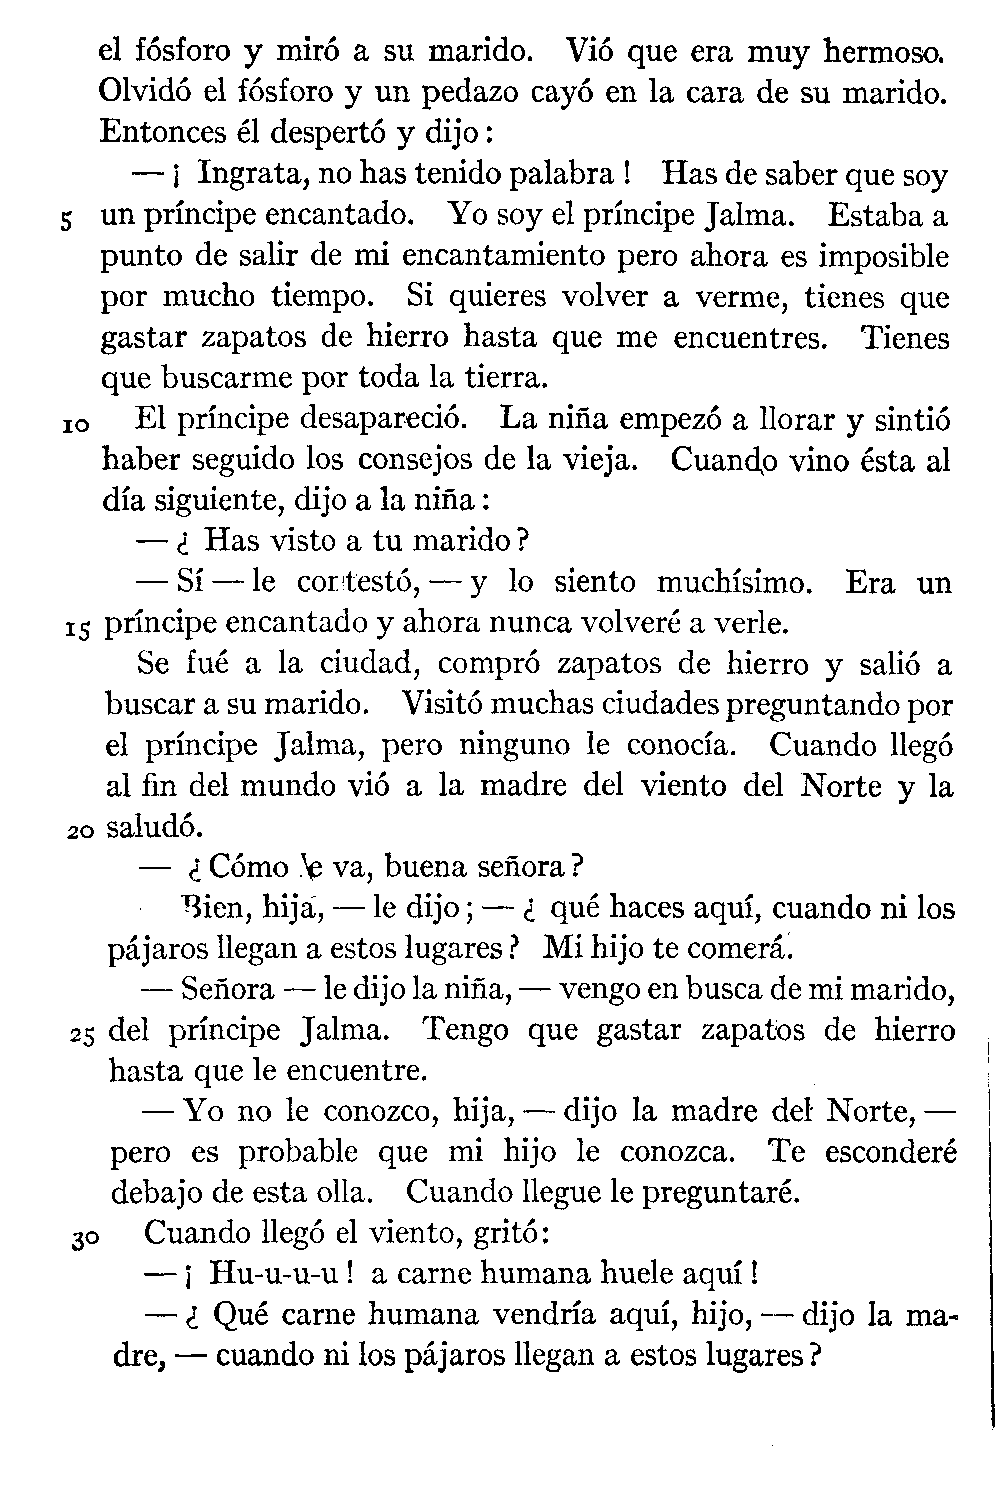 el fósforo y miró a su marido. Vió que era muy hermoso.
Olvidó el fósforo y un pedazo cayó en la cara de su marido.
Entonces él despertó y dijo:
— ¡ Ingrata, no has tenido palabra ! Has de saber que soy
5 un príncipe encantado. Yo soy el príncipe Jalma. Estaba a
punto de salir de mi encantamiento pero ahora es imposible
por mucho tiempo. Si quieres volver a verme, tienes que
gastar zapatos de hierro hasta que me encuentres. Tienes
que buscarme por toda la tierra.
10 El príncipe desapareció. La niña empezó a llorar y sintió
haber seguido los consejos de la vieja. Cuando vino ésta al
día siguiente, dijo a la niña:
— ¿ Has visto a tu marido?
— Sí — le contestó, — y lo siento muchísimo. Era un
15 príncipe encantado y ahora nunca volveré a verle.
Se fué a la ciudad, compró zapatos de hierro y salió a
buscar a su marido. Visitó muchas ciudades preguntando por
el príncipe Jalma, pero ninguno le conocía. Cuando llegó
al fin del mundo vió a la madre del viento del Norte y la
20 saludó.
— ¿ Cómo le va, buena señora?
Bien, hija, — le dijo; — ¿ qué haces aquí, cuando ni los
pájaros llegan a estos lugares? Mi hijo te comerá.
— Señora — le dijo la niña, — vengo en busca de mi marido,
25 del príncipe Jalma. Tengo que gastar zapatos de hierro
hasta que le encuentre.
— Yo no le conozco, hija, — dijo la madre del Norte, —
pero es probable que mi hijo le conozca. Te esconderé
debajo de esta olla. Cuando llegue le preguntaré.
30 Cuando llegó el viento, gritó:
— ¡ Hu-u-u-u ! a carne humana huele aquí !
— ¿ Qué carne humana vendría aquí, hijo, — dijo la ma-
dre, — cuando ni los pájaros llegan a estos lugares?